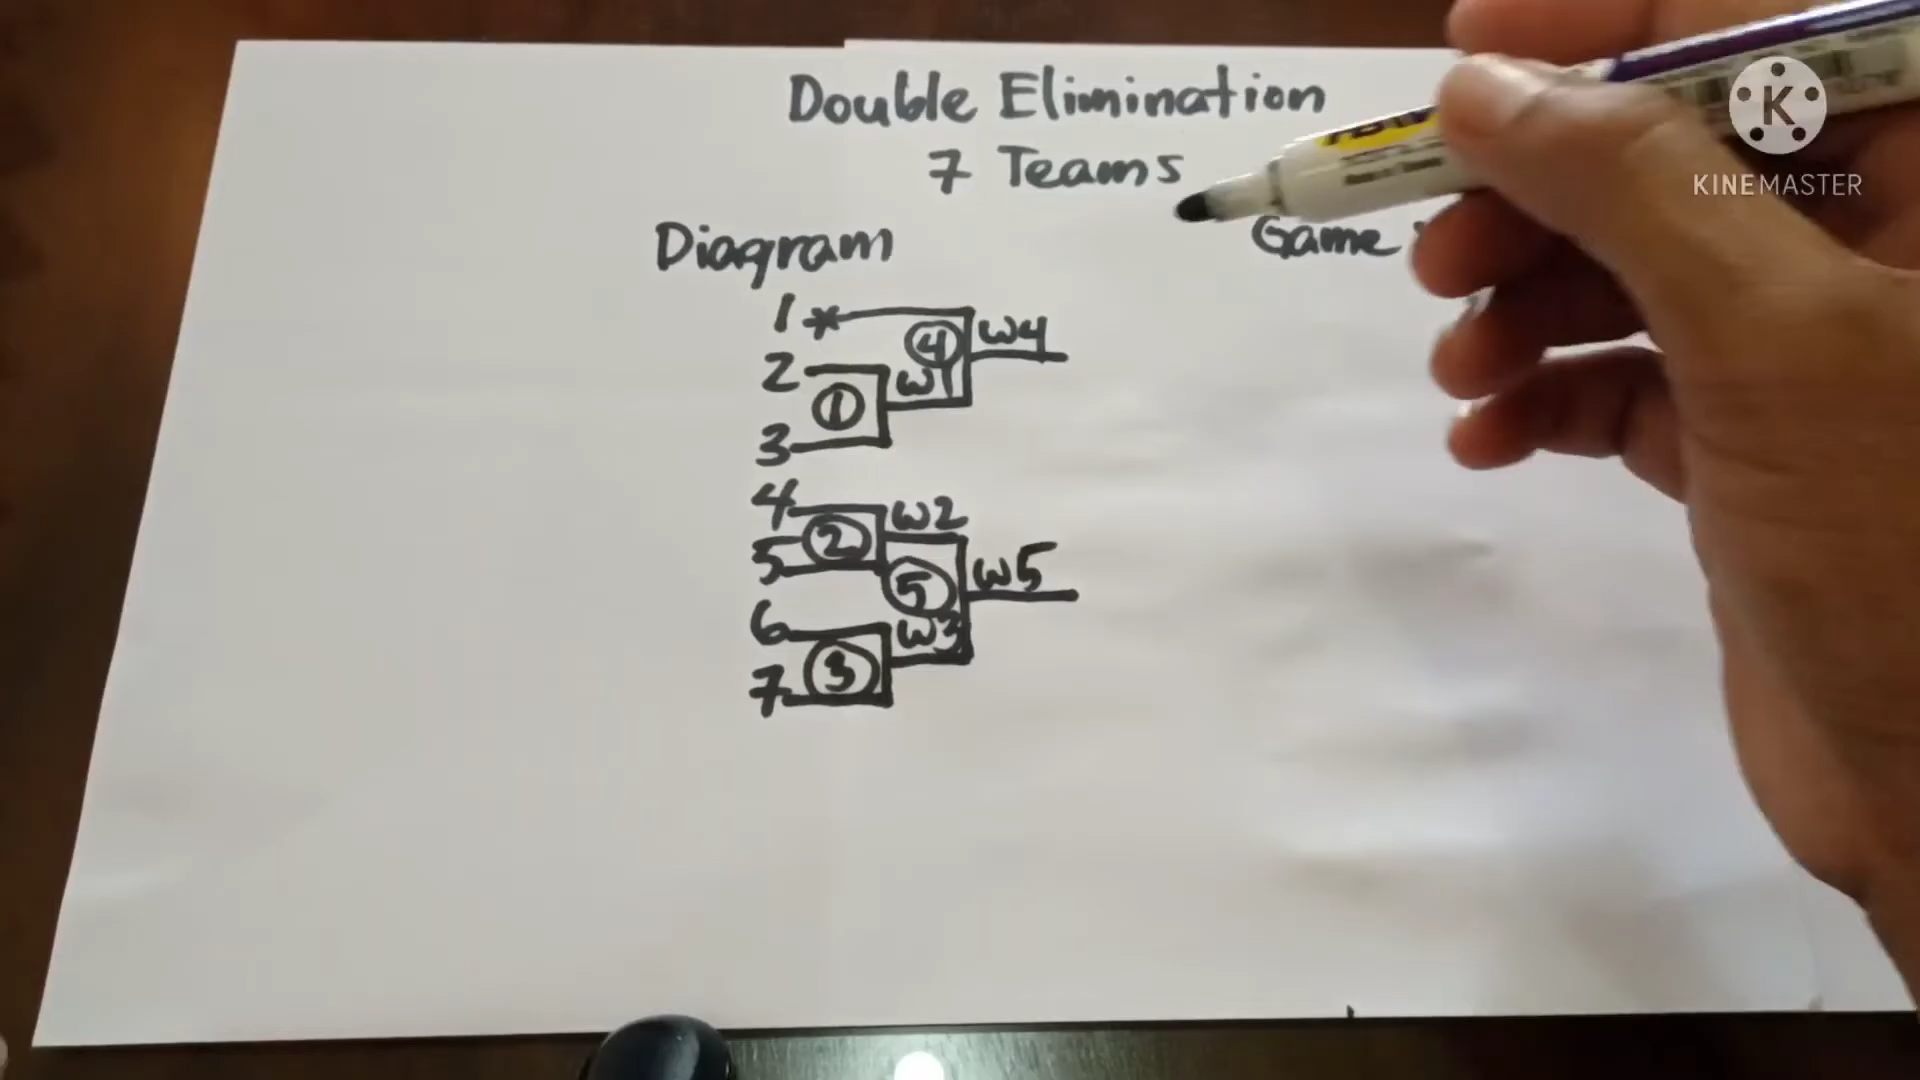 Double Elimination
7 Teams
Diagram
Game
1
4
W4
2
W1
1
3
4
W2
2
5
5
W5
6
W3
3
7
K
KINEMASTER